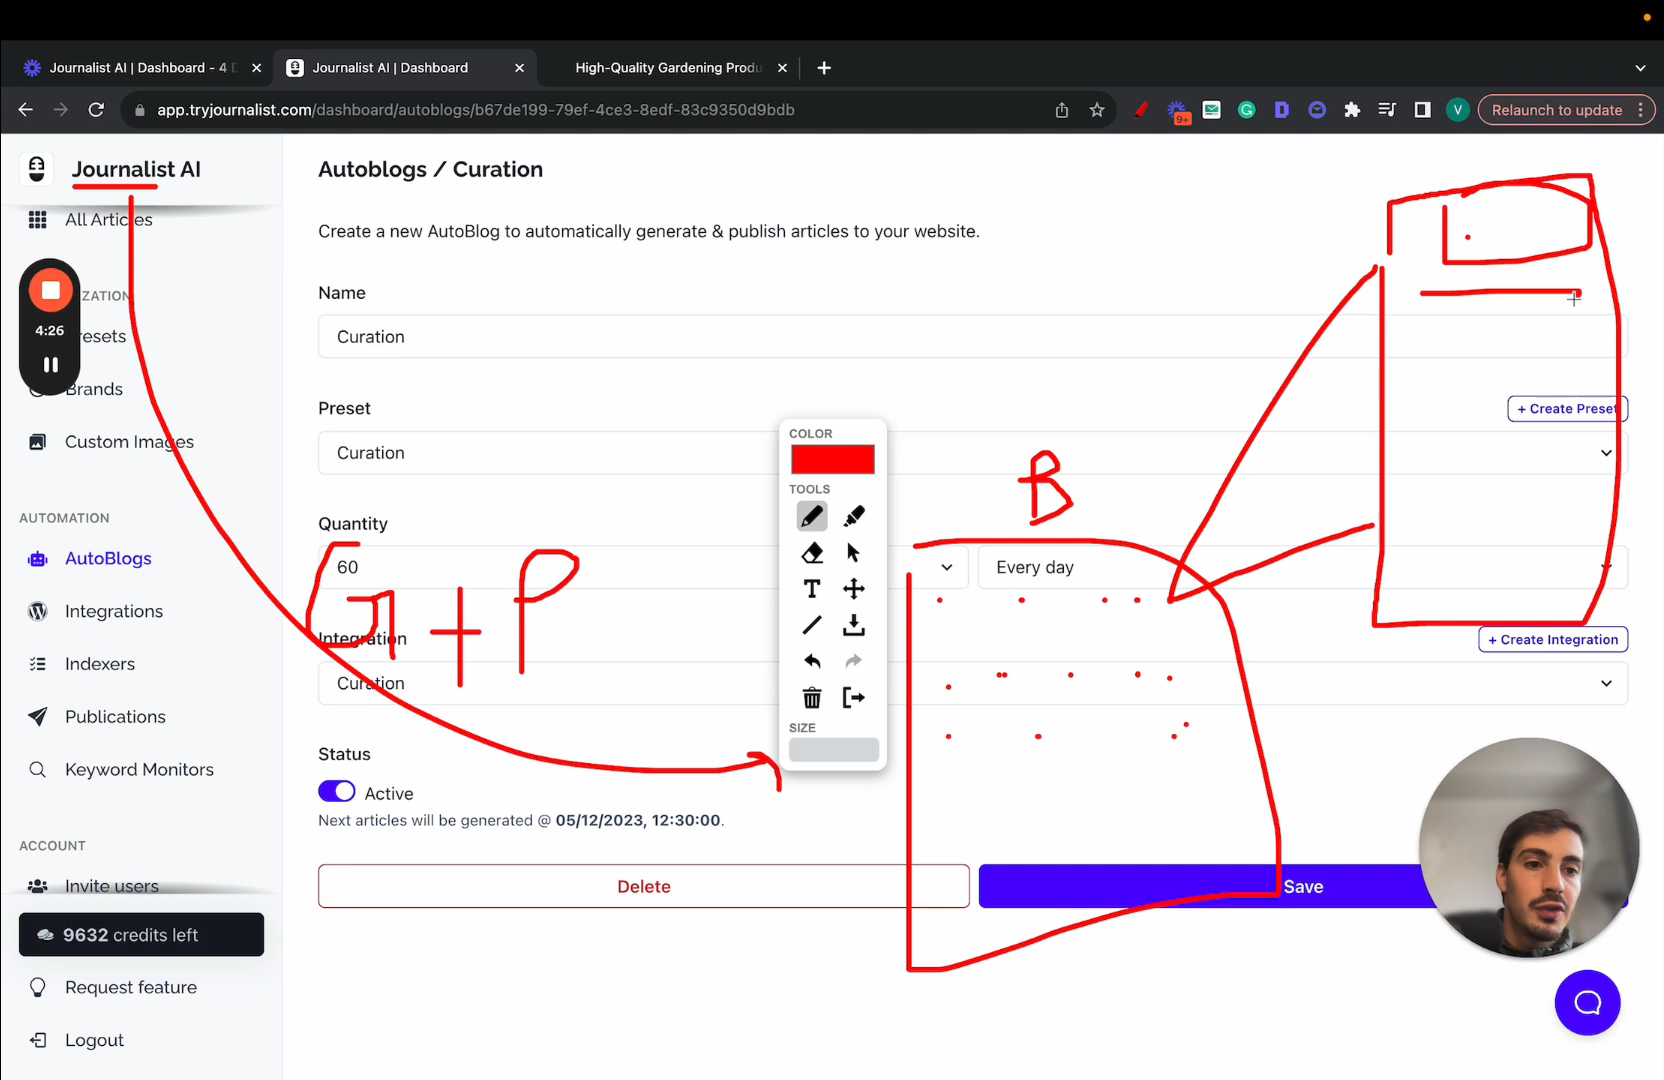 Journalist AI | Dashboard - 4 D
Journalist AI | Dashboard
High-Quality Gardening Produ
app.tryjournalist.com/dashboard/autoblogs/b67de199-79ef-4ce3-8edf-83c9350d9bdb
9+
V
Relaunch to update
Journalist AI
All Articles
4:26
ZATION
resets
Brands
Custom Images
AUTOMATION
AutoBlogs
Integrations
Indexers
Publications
Keyword Monitors
ACCOUNT
Invite users
9632 credits left
Request feature
Logout
Autoblogs / Curation
Create a new AutoBlog to automatically generate & publish articles to your website.
Name
Curation
Preset
+ Create Preset
Curation
Quantity
60
Every day
Integration
+ Create Integration
Curation
Status
Active
Next articles will be generated @ 05/12/2023, 12:30:00.
Delete
Save
COLOR
TOOLS
T
SIZE
G + P
B